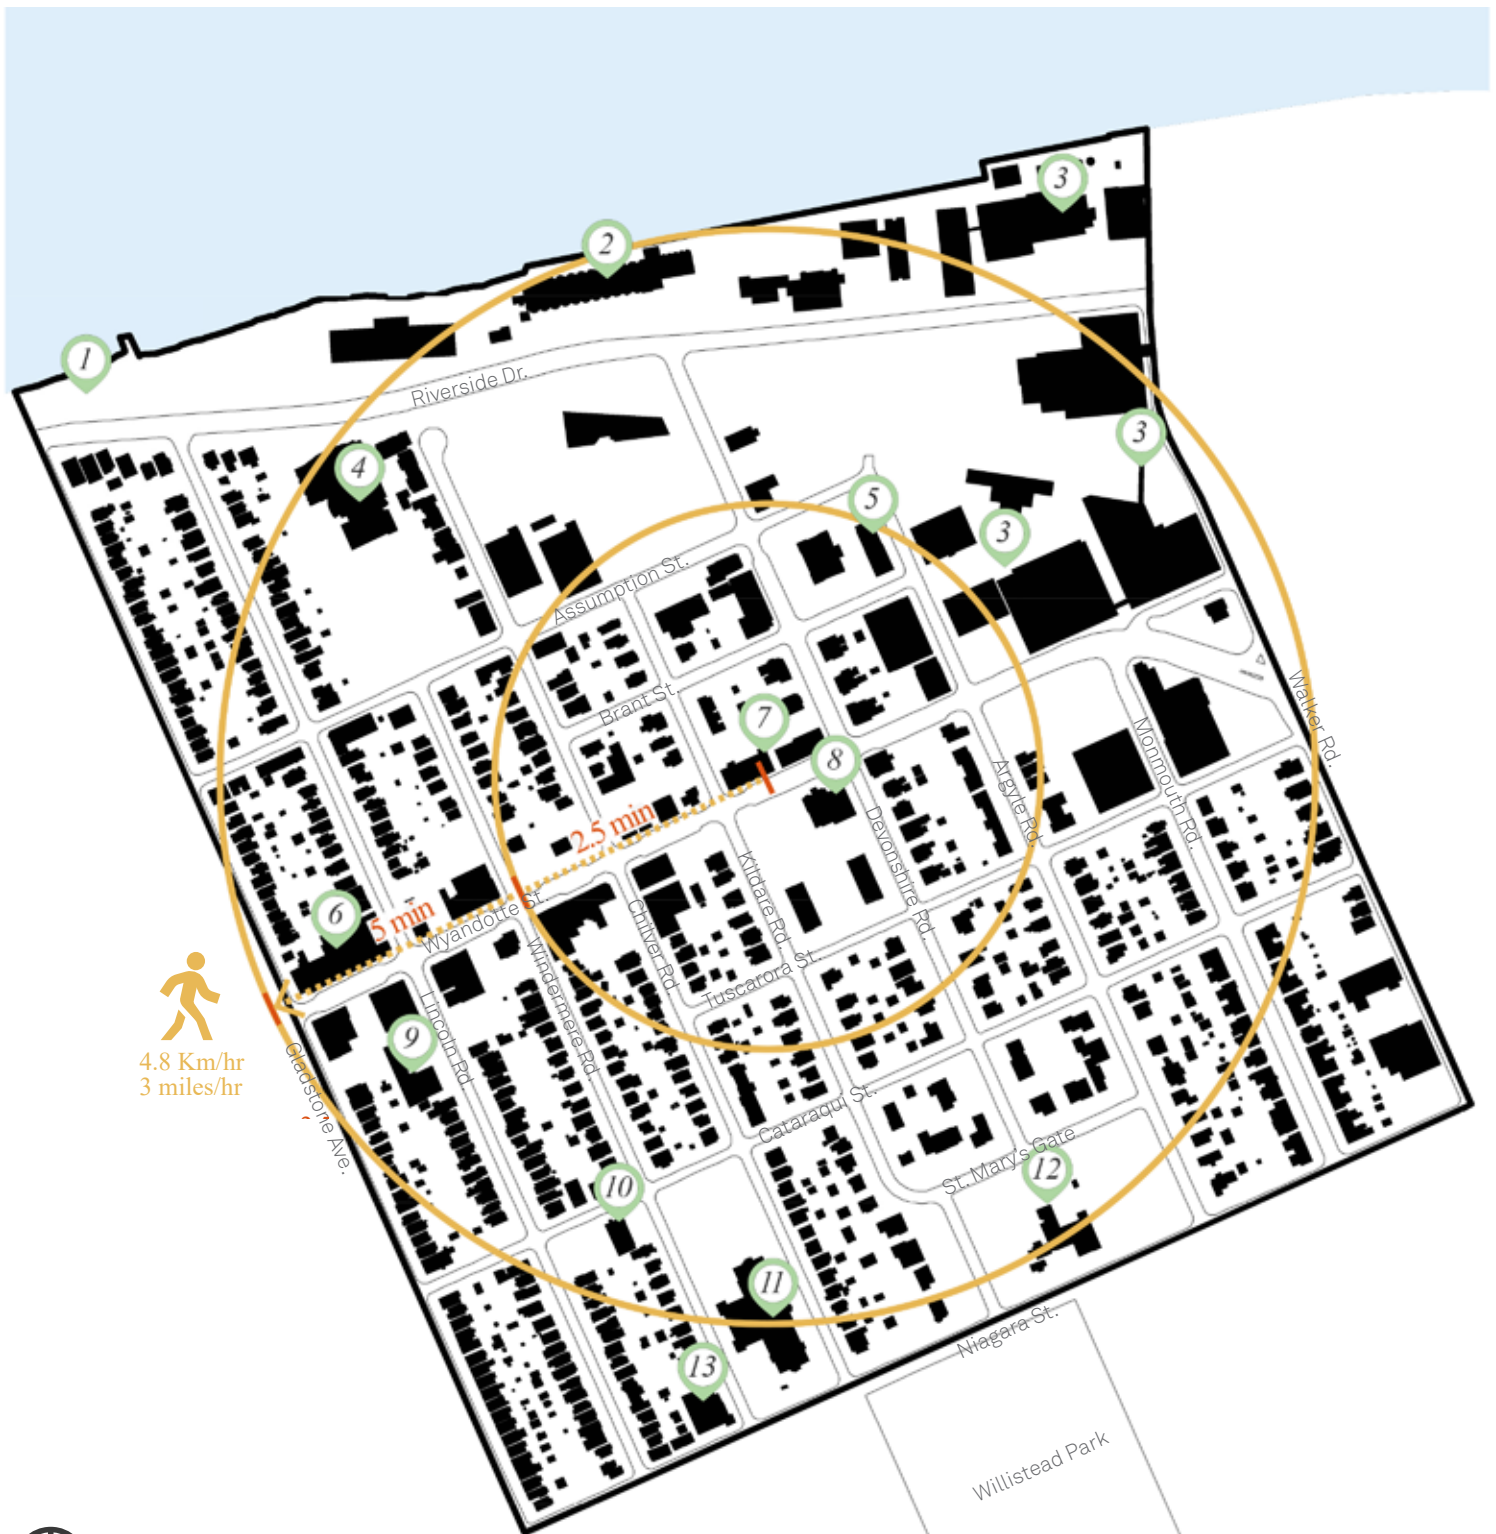 3
2
1
Riverside Dr.
3
4
5
3
Assumption St.
Brant St.
7
Walker Rd.
8
Monmouth Rd.
Argyle Rd.
2.5 min
Devonshire Rd.
Kildare Rd.
6
5 min
Wyandotte St.
Chilver Rd
Windermere Rd.
Tuscarora St.
Lincoln Rd
9
4.8 Km/hr
3 miles/hr
Gladstone Ave.
Cataraqui St.
St. Mary's Gate
12
10
11
Niagara St.
13
Willistead Park